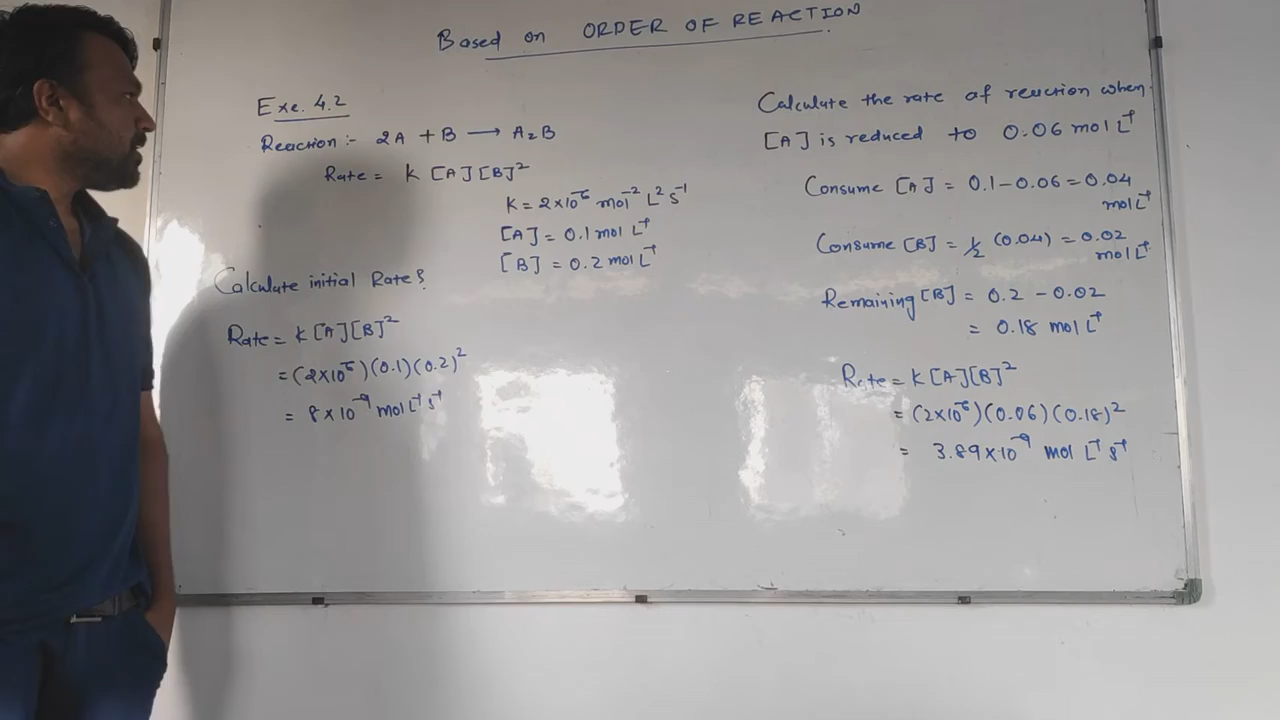 Based on ORDER OF REACTION
Exe. 4.2
Reaction :- 2A + B ⟶ A₂B
Rate = K [A][B]²
K = 2×10⁻⁶ mol⁻² L² S⁻¹
[A] = 0.1 mol L⁻¹
[B] = 0.2 mol L⁻¹
Calculate initial Rate?
Rate = K [A][B]²
= (2×10⁻⁶)(0.1)(0.2)²
= 8 × 10⁻⁹ mol L⁻¹ s⁻¹
Calculate the rate of reaction when
[A] is reduced to 0.06 mol L⁻¹
Consume [A] = 0.1 – 0.06 = 0.04
mol L⁻¹
Consume [B] = 1/2 (0.04) = 0.02
mol L⁻¹
Remaining [B] = 0.2 – 0.02
= 0.18 mol L⁻¹
Rate = K [A][B]²
= (2×10⁻⁶)(0.06)(0.18)²
= 3.89×10⁻⁹ mol L⁻¹ s⁻¹